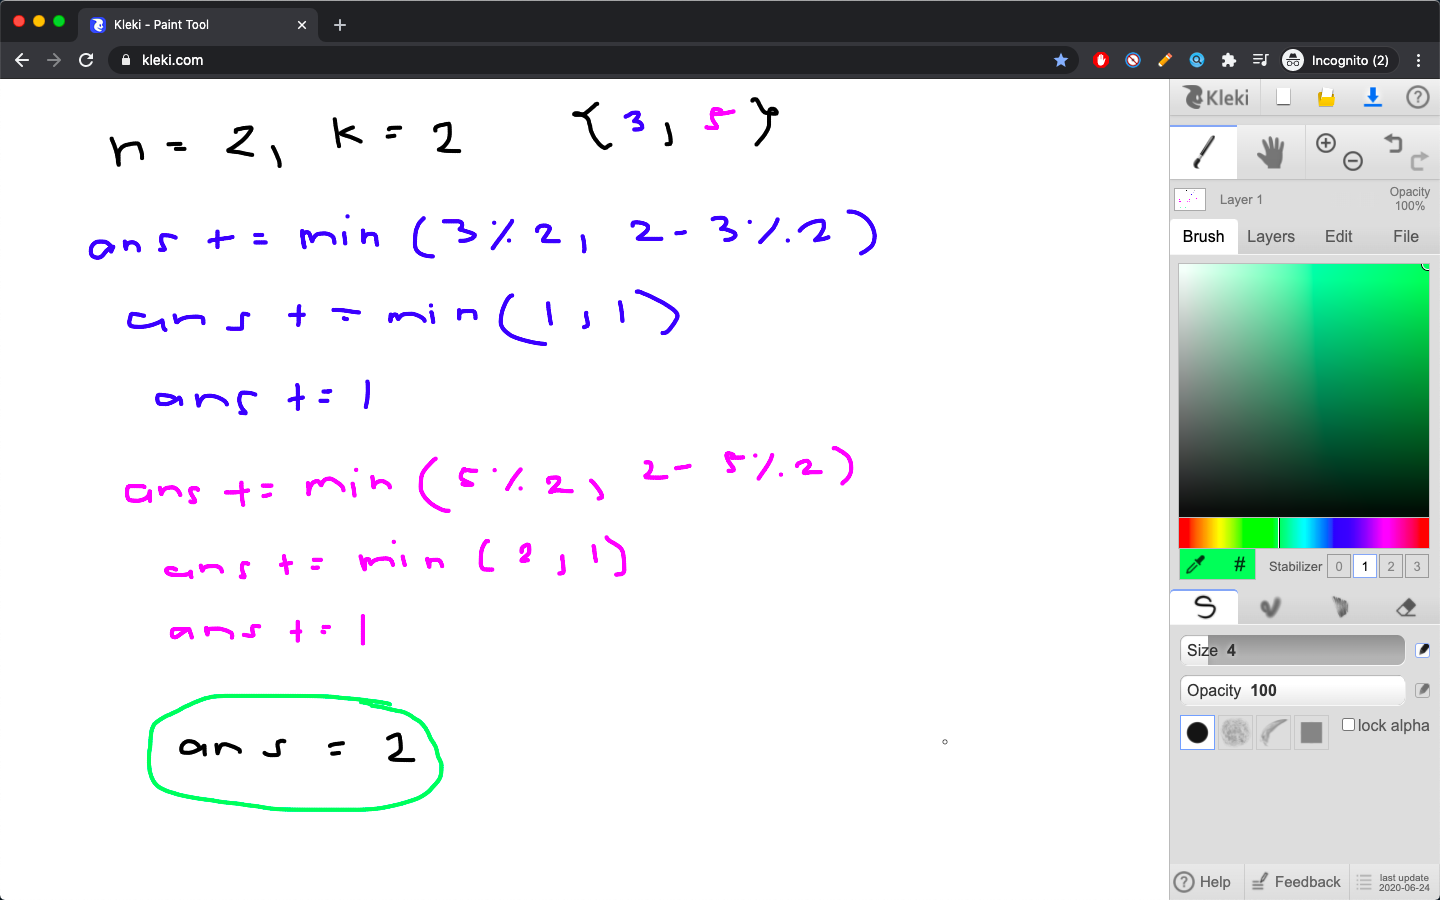 Kleki - Paint Tool
kleki.com
Incognito (2)
n = 2, k = 2 {3, 5}
ans += min (3%2, 2-3%2)
ans += min(1,1)
ans += 1
ans += min (5%2, 2-5%2)
ans += min (2,1)
ans += 1
ans = 2
Kleki
?
Layer 1
Opacity
100%
Brush Layers Edit File
# Stabilizer 0 1 2 3
Size 4
Opacity 100
lock alpha
? Help Feedback last update
2020-06-24